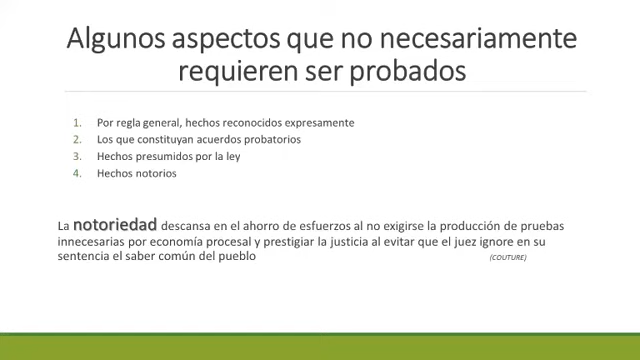 Algunos aspectos que no necesariamente
requieren ser probados
1. Por regla general, hechos reconocidos expresamente
2. Los que constituyan acuerdos probatorios
3. Hechos presumidos por la ley
4. Hechos notorios
La notoriedad descansa en el ahorro de esfuerzos al no exigirse la producción de pruebas
innecesarias por economía procesal y prestigiar la justicia al evitar que el juez ignore en su
sentencia el saber común del pueblo (COUTURE)